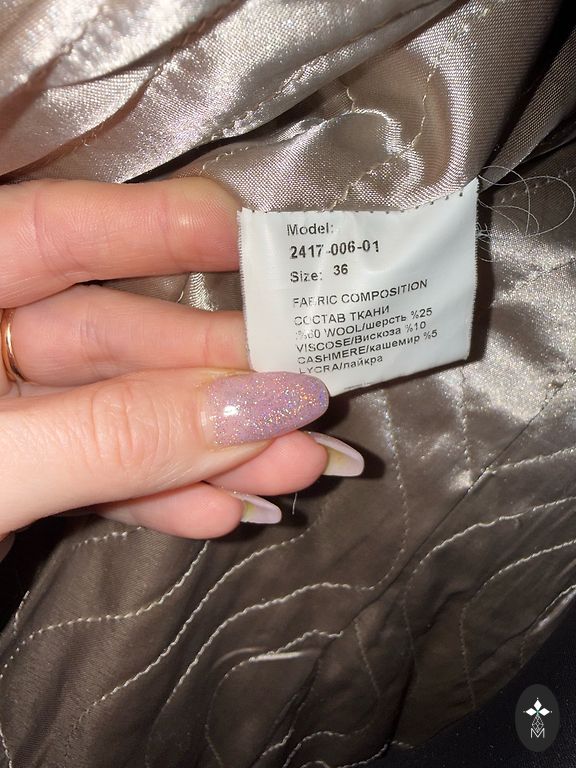 Model:
2417-006-01
Size: 36
FABRIC COMPOSITION
СОСТАВ ТКАНИ
%60 WOOL/шерсть %25
VISCOSE/Вискоза %10
CASHMERE/кашемир %5
LYCRA/лайкра